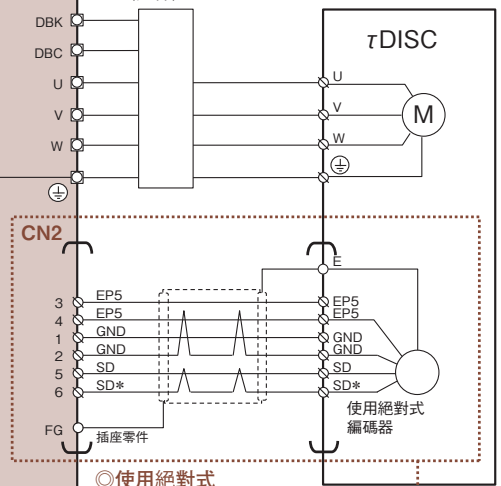 DBK
DBC
τDISC
U
U
V
V
M
W
W
CN2
E
3
EP5
EP5
4
EP5
EP5
1
GND
GND
2
GND
GND
5
SD
SD
6
SD*
SD*
使用絕對式
編碼器
FG
插座零件
◎使用絕對式